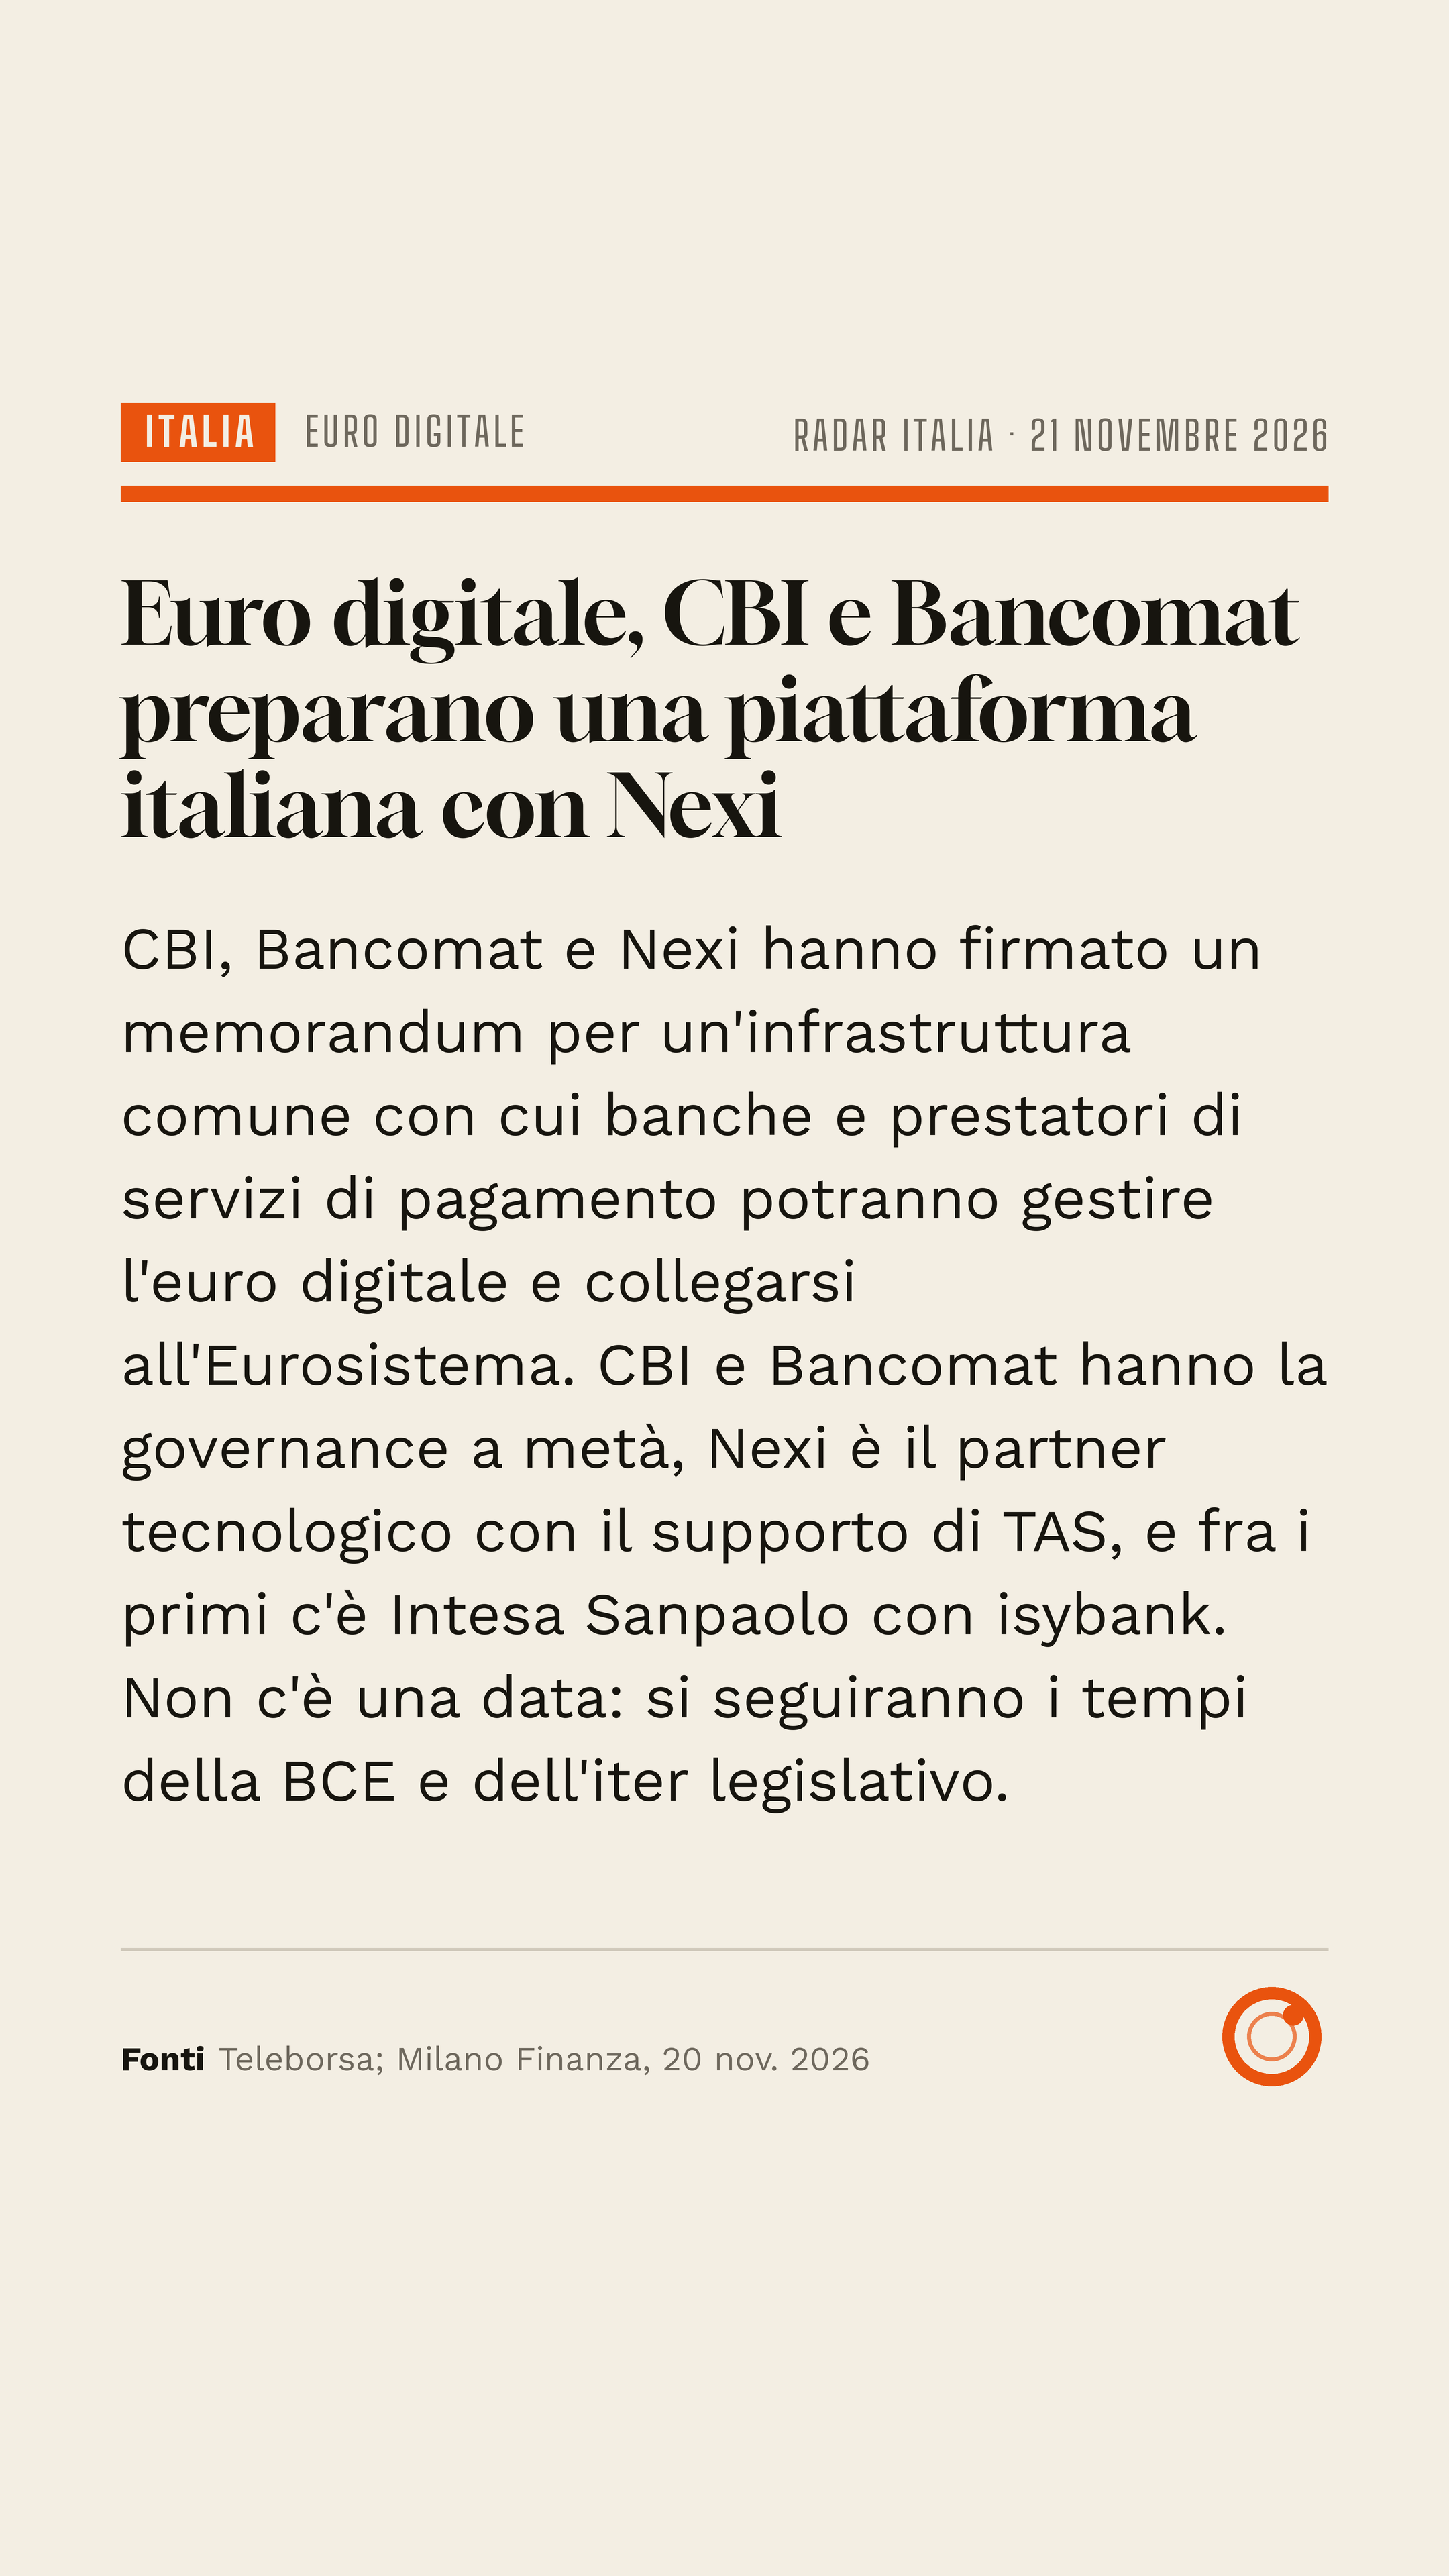 ITALIA EURO DIGITALE RADAR ITALIA · 21 NOVEMBRE 2026
Euro digitale, CBI e Bancomat
preparano una piattaforma
italiana con Nexi
CBI, Bancomat e Nexi hanno firmato un
memorandum per un'infrastruttura
comune con cui banche e prestatori di
servizi di pagamento potranno gestire
l'euro digitale e collegarsi
all'Eurosistema. CBI e Bancomat hanno la
governance a metà, Nexi è il partner
tecnologico con il supporto di TAS, e fra i
primi c'è Intesa Sanpaolo con isybank.
Non c'è una data: si seguiranno i tempi
della BCE e dell'iter legislativo.
Fonti Teleborsa; Milano Finanza, 20 nov. 2026